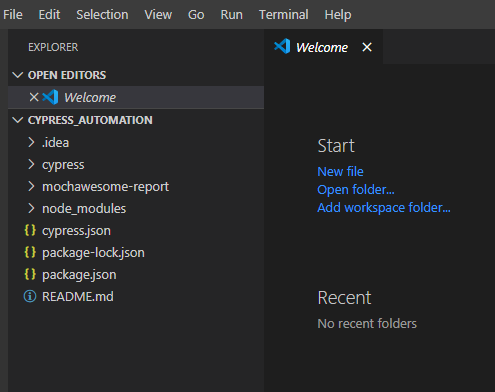 File Edit Selection View Go Run Terminal Help
EXPLORER
OPEN EDITORS
Welcome
CYPRESS_AUTOMATION
.idea
cypress
mochawesome-report
node_modules
cypress.json
package-lock.json
package.json
README.md
Welcome
Start
New file
Open folder...
Add workspace folder...
Recent
No recent folders